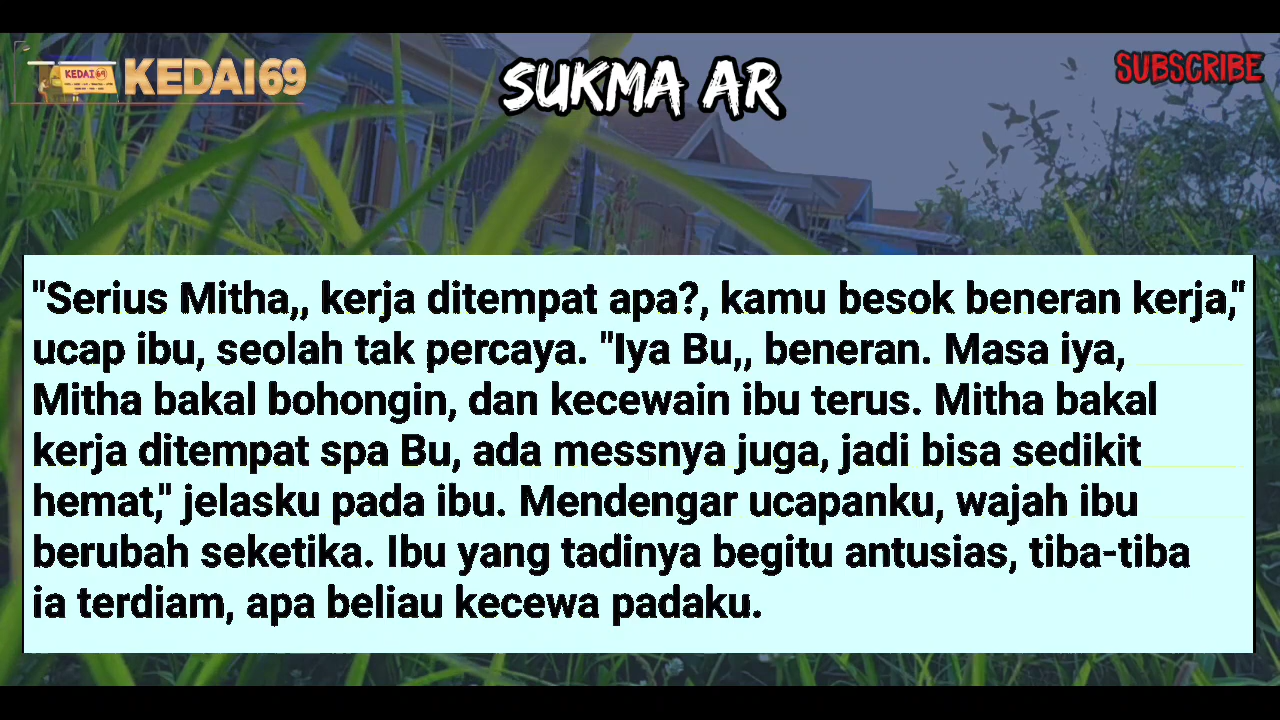 KEDAI 69
KEDAI69
SUKMA AR
SUBSCRIBE
"Serius Mitha,, kerja ditempat apa?, kamu besok beneran kerja,"
ucap ibu, seolah tak percaya. "Iya Bu,, beneran. Masa iya,
Mitha bakal bohongin, dan kecewain ibu terus. Mitha bakal
kerja ditempat spa Bu, ada messnya juga, jadi bisa sedikit
hemat," jelasku pada ibu. Mendengar ucapanku, wajah ibu
berubah seketika. Ibu yang tadinya begitu antusias, tiba-tiba
ia terdiam, apa beliau kecewa padaku.